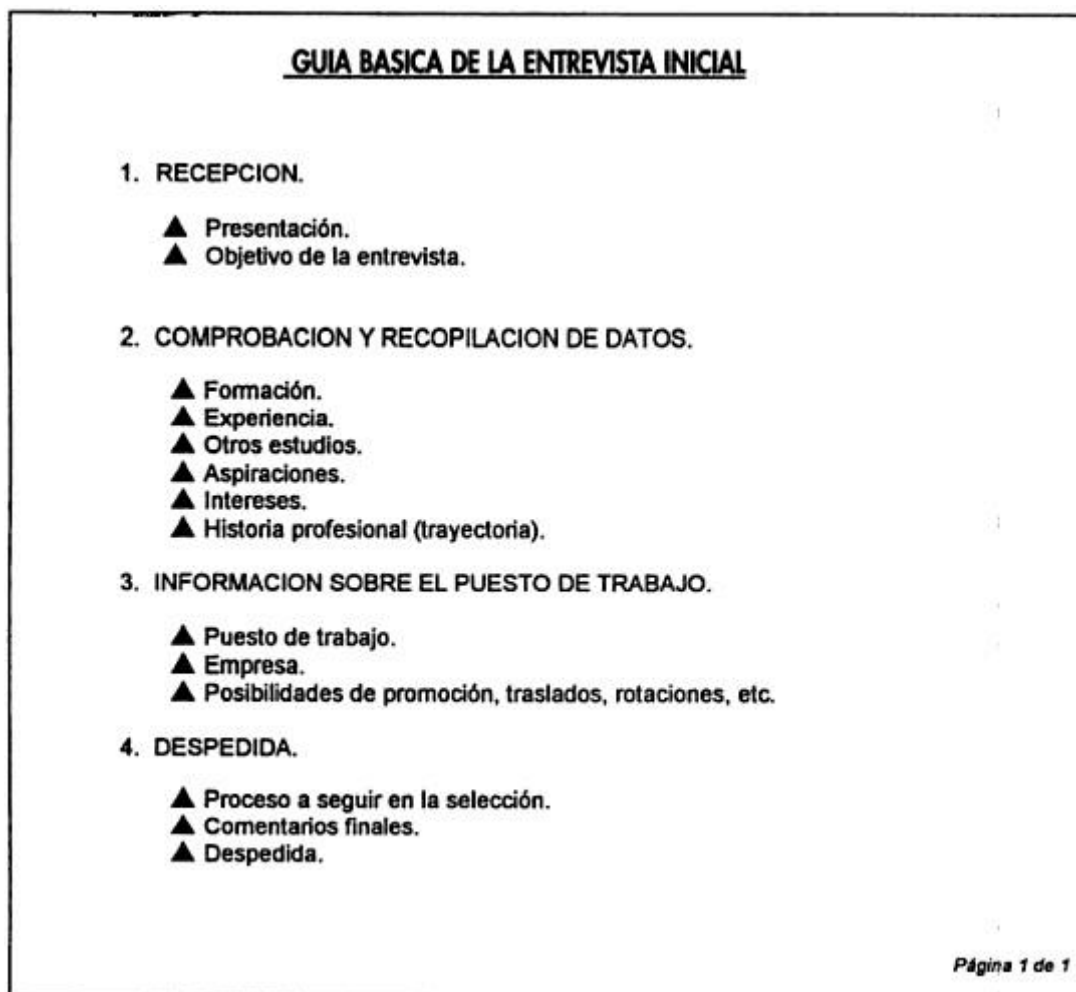 GUIA BASICA DE LA ENTREVISTA INICIAL
1. RECEPCION.
▲ Presentación.
▲ Objetivo de la entrevista.
2. COMPROBACION Y RECOPILACION DE DATOS.
▲ Formación.
▲ Experiencia.
▲ Otros estudios.
▲ Aspiraciones.
▲ Intereses.
▲ Historia profesional (trayectoria).
3. INFORMACION SOBRE EL PUESTO DE TRABAJO.
▲ Puesto de trabajo.
▲ Empresa.
▲ Posibilidades de promoción, traslados, rotaciones, etc.
4. DESPEDIDA.
▲ Proceso a seguir en la selección.
▲ Comentarios finales.
▲ Despedida.
Página 1 de 1